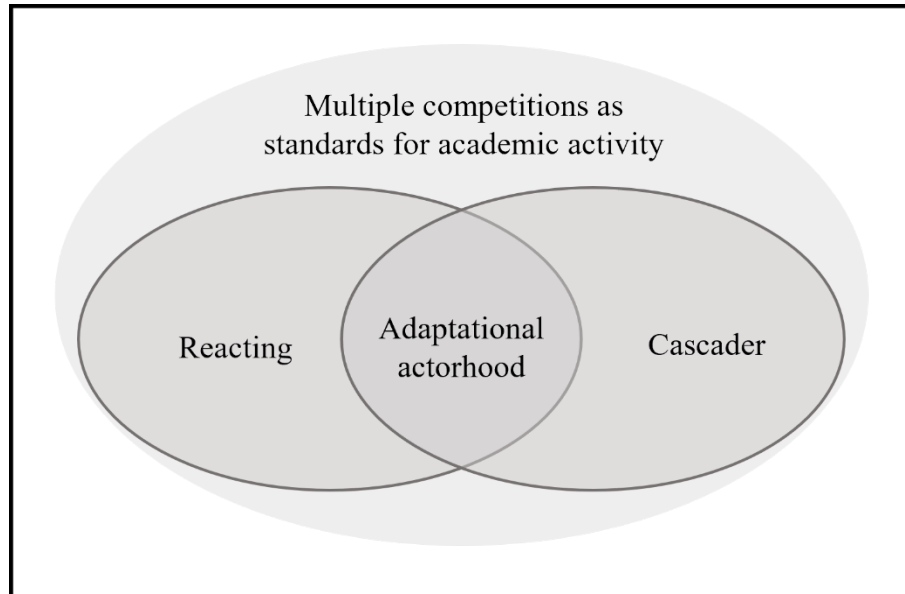 Multiple competitions as
standards for academic activity
Reacting
Adaptational
actorhood
Cascader